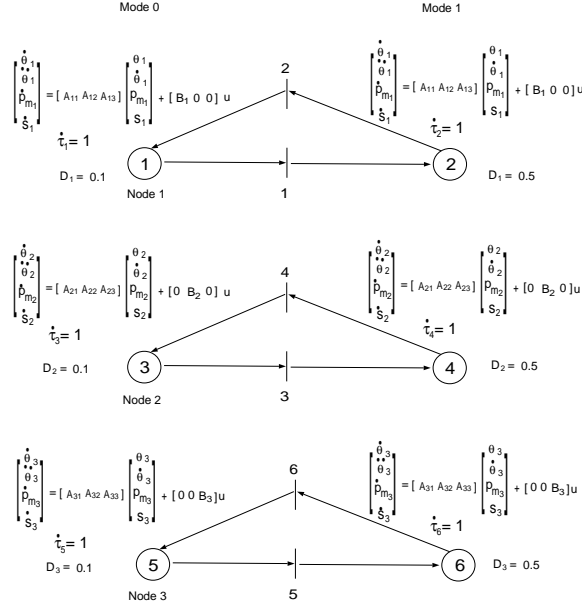 Mode 0 Mode 1
θ̇₁ θ₁ θ̇₁ θ₁
θ̈₁ θ̇₁ 2 θ̈₁ θ̇₁
ṗₘ₁ = [ A₁₁ A₁₂ A₁₃] pₘ₁ + [ B₁ 0 0] u ṗₘ₁ = [ A₁₁ A₁₂ A₁₃] pₘ₁ + [ B₁ 0 0] u
ṡ₁ s₁ ṡ₁ s₁
τ̇₁= 1 τ̇₂= 1
1 2
D₁ = 0.1 D₁ = 0.5
Node 1 1
θ̇₂ θ₂ θ̇₂ θ₂
θ̈₂ θ̇₂ 4 θ̈₂ θ̇₂
ṗₘ₂ = [ A₂₁ A₂₂ A₂₃] pₘ₂ + [0 B₂ 0] u ṗₘ₂ = [ A₂₁ A₂₂ A₂₃] pₘ₂ + [0 B₂ 0] u
ṡ₂ s₂ ṡ₂ s₂
τ̇₃= 1 τ̇₄= 1
3 4
D₂ = 0.1 D₂ = 0.5
Node 2 3
θ̇₃ θ₃ θ̇₃ θ₃
θ̈₃ θ̇₃ 6 θ̈₃ θ̇₃
ṗₘ₃ = [ A₃₁ A₃₂ A₃₃] pₘ₃ + [0 0 B₃]u ṗₘ₃ = [ A₃₁ A₃₂ A₃₃] pₘ₃ + [0 0 B₃]u
ṡ₃ s₃ ṡ₃ s₃
τ̇₅= 1 τ̇₆= 1
5 6
D₃ = 0.1 D₃ = 0.5
Node 3 5